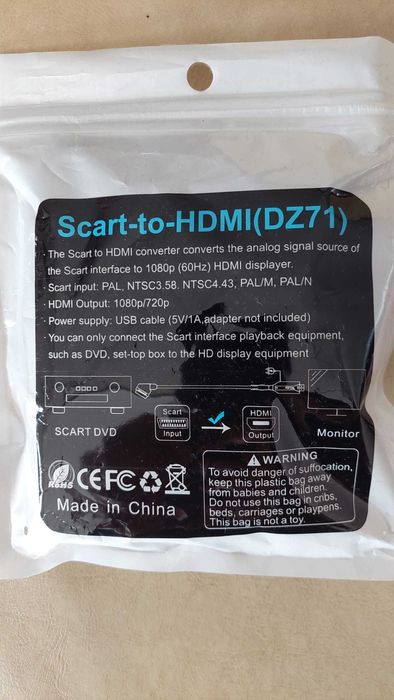 Scart-to-HDMI(DZ71)
· The Scart to HDMI converter converts the analog signal source of
the Scart interface to 1080p (60Hz) HDMI displayer.
· Scart input: PAL, NTSC3.58. NTSC4.43, PAL/M, PAL/N
· HDMI Output: 1080p/720p
· Power supply: USB cable (5V/1A,adapter not included)
· You can only connect the Scart interface playback equipment,
such as DVD, set-top box to the HD display equipment
SCART DVD
Scart
Input
HDMI
Output
Monitor
RoHS CE FC
Made in China
WARNING
To avoid danger of suffocation,
keep this plastic bag away
from babies and children.
Do not use this bag in cribs,
beds, carriages or playpens.
This bag is not a toy.